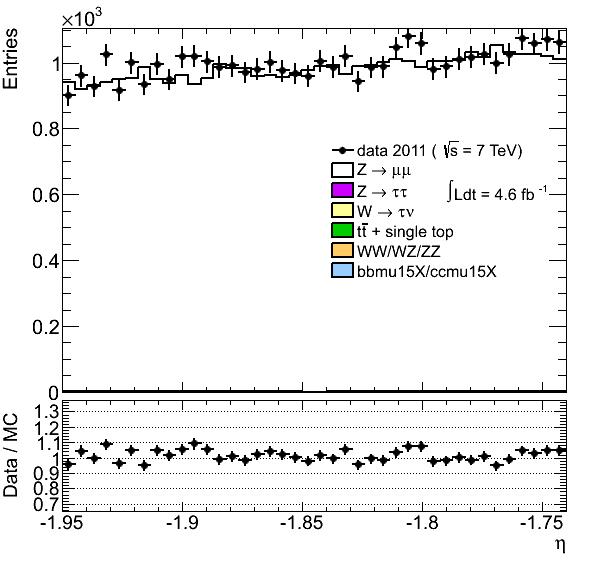 ×10³
Entries
1
0.8
0.6
0.4
0.2
0
data 2011 ( √s = 7 TeV)
Z → μμ
Z → ττ
∫Ldt = 4.6 fb⁻¹
W → τν
tt̅ + single top
WW/WZ/ZZ
bbmu15X/ccmu15X
Data / MC
1.3
1.2
1.1
1
0.9
0.8
0.7
-1.95
-1.9
-1.85
-1.8
-1.75
η